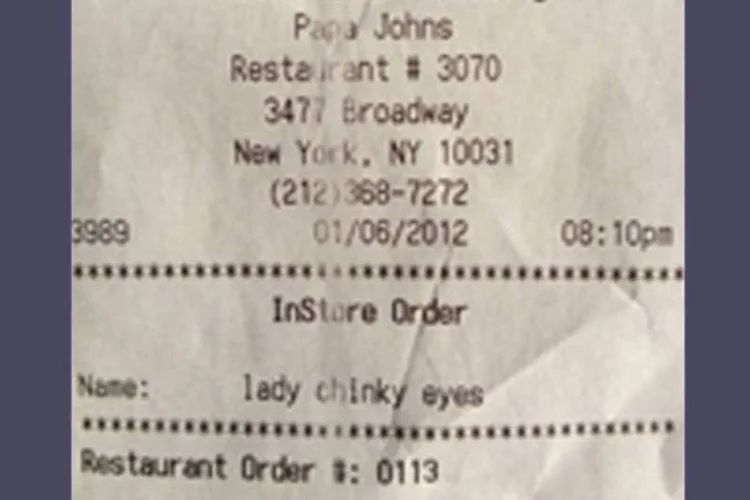 Papa Johns
Restaurant # 3070
3477 Broadway
New York, NY 10031
(212)368-7272
3989 01/06/2012 08:10pm
InStore Order
Name: lady chinky eyes
Restaurant Order #: 0113